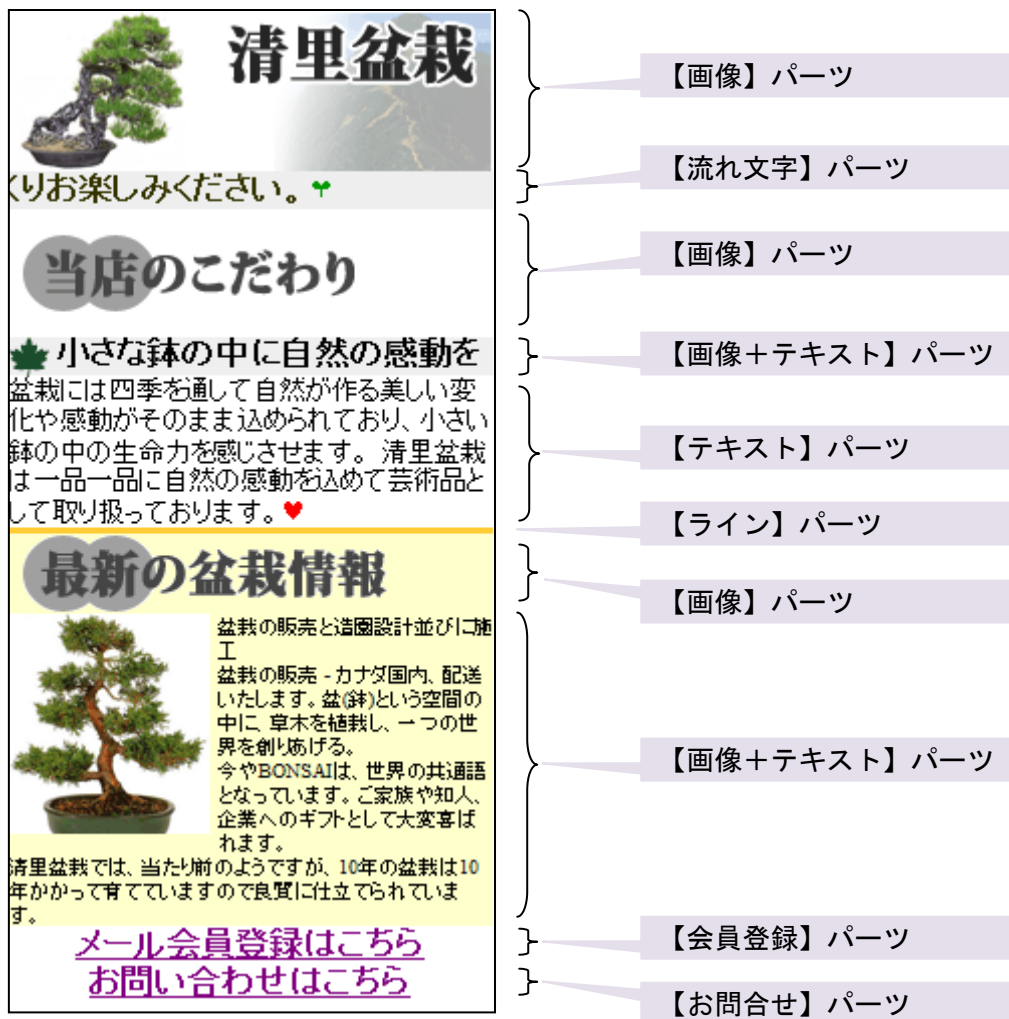 清里盆栽
【画像】パーツ
くりお楽しみください。
【流れ文字】パーツ
当店のこだわり
【画像】パーツ
小さな鉢の中に自然の感動を
【画像＋テキスト】パーツ
盆栽には四季を通して自然が作る美しい変
化や感動がそのまま込められており、小さい
鉢の中の生命力を感じさせます。清里盆栽
は一品一品に自然の感動を込めて芸術品と
して取り扱っております。
【テキスト】パーツ
【ライン】パーツ
最新の盆栽情報
【画像】パーツ
盆栽の販売と造園設計並びに施
工
盆栽の販売 - カナダ国内、配送
いたします。盆(鉢)という空間の
中に、草木を植栽し、一つの世
界を創りあげる。
今やBONSAIは、世界の共通語
となっています。ご家族や知人、
企業へのギフトとして大変喜ば
れます。
清里盆栽では、当たり前のようですが、10年の盆栽は10
年かかって育てていますので良質に仕立てられていま
す。
【画像＋テキスト】パーツ
メール会員登録はこちら
【会員登録】パーツ
お問い合わせはこちら
【お問合せ】パーツ